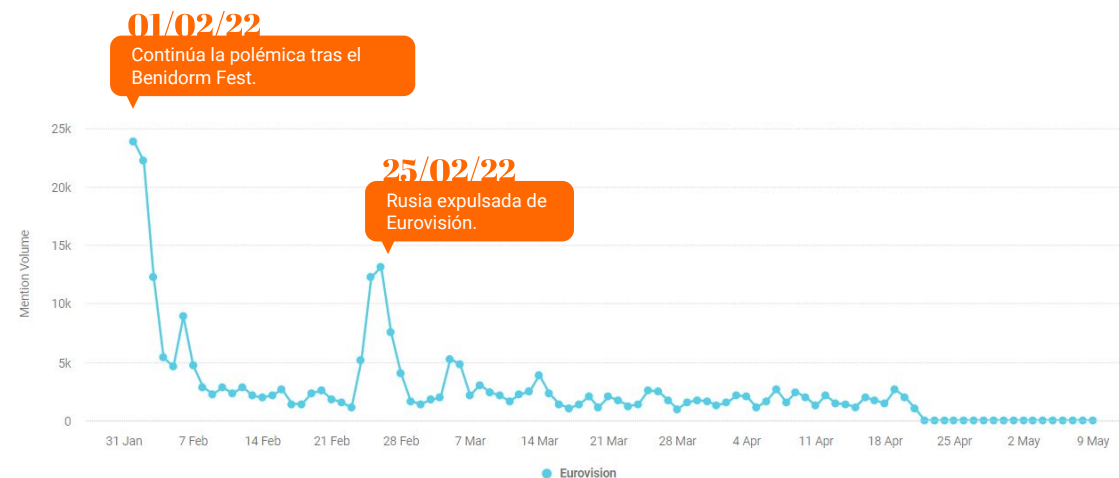 01/02/22
Continúa la polémica tras el
Benidorm Fest.
25/02/22
Rusia expulsada de
Eurovisión.
Mention Volume
25k
20k
15k
10k
5k
0
31 Jan
7 Feb
14 Feb
21 Feb
28 Feb
7 Mar
14 Mar
21 Mar
28 Mar
4 Apr
11 Apr
18 Apr
25 Apr
2 May
9 May
Eurovision